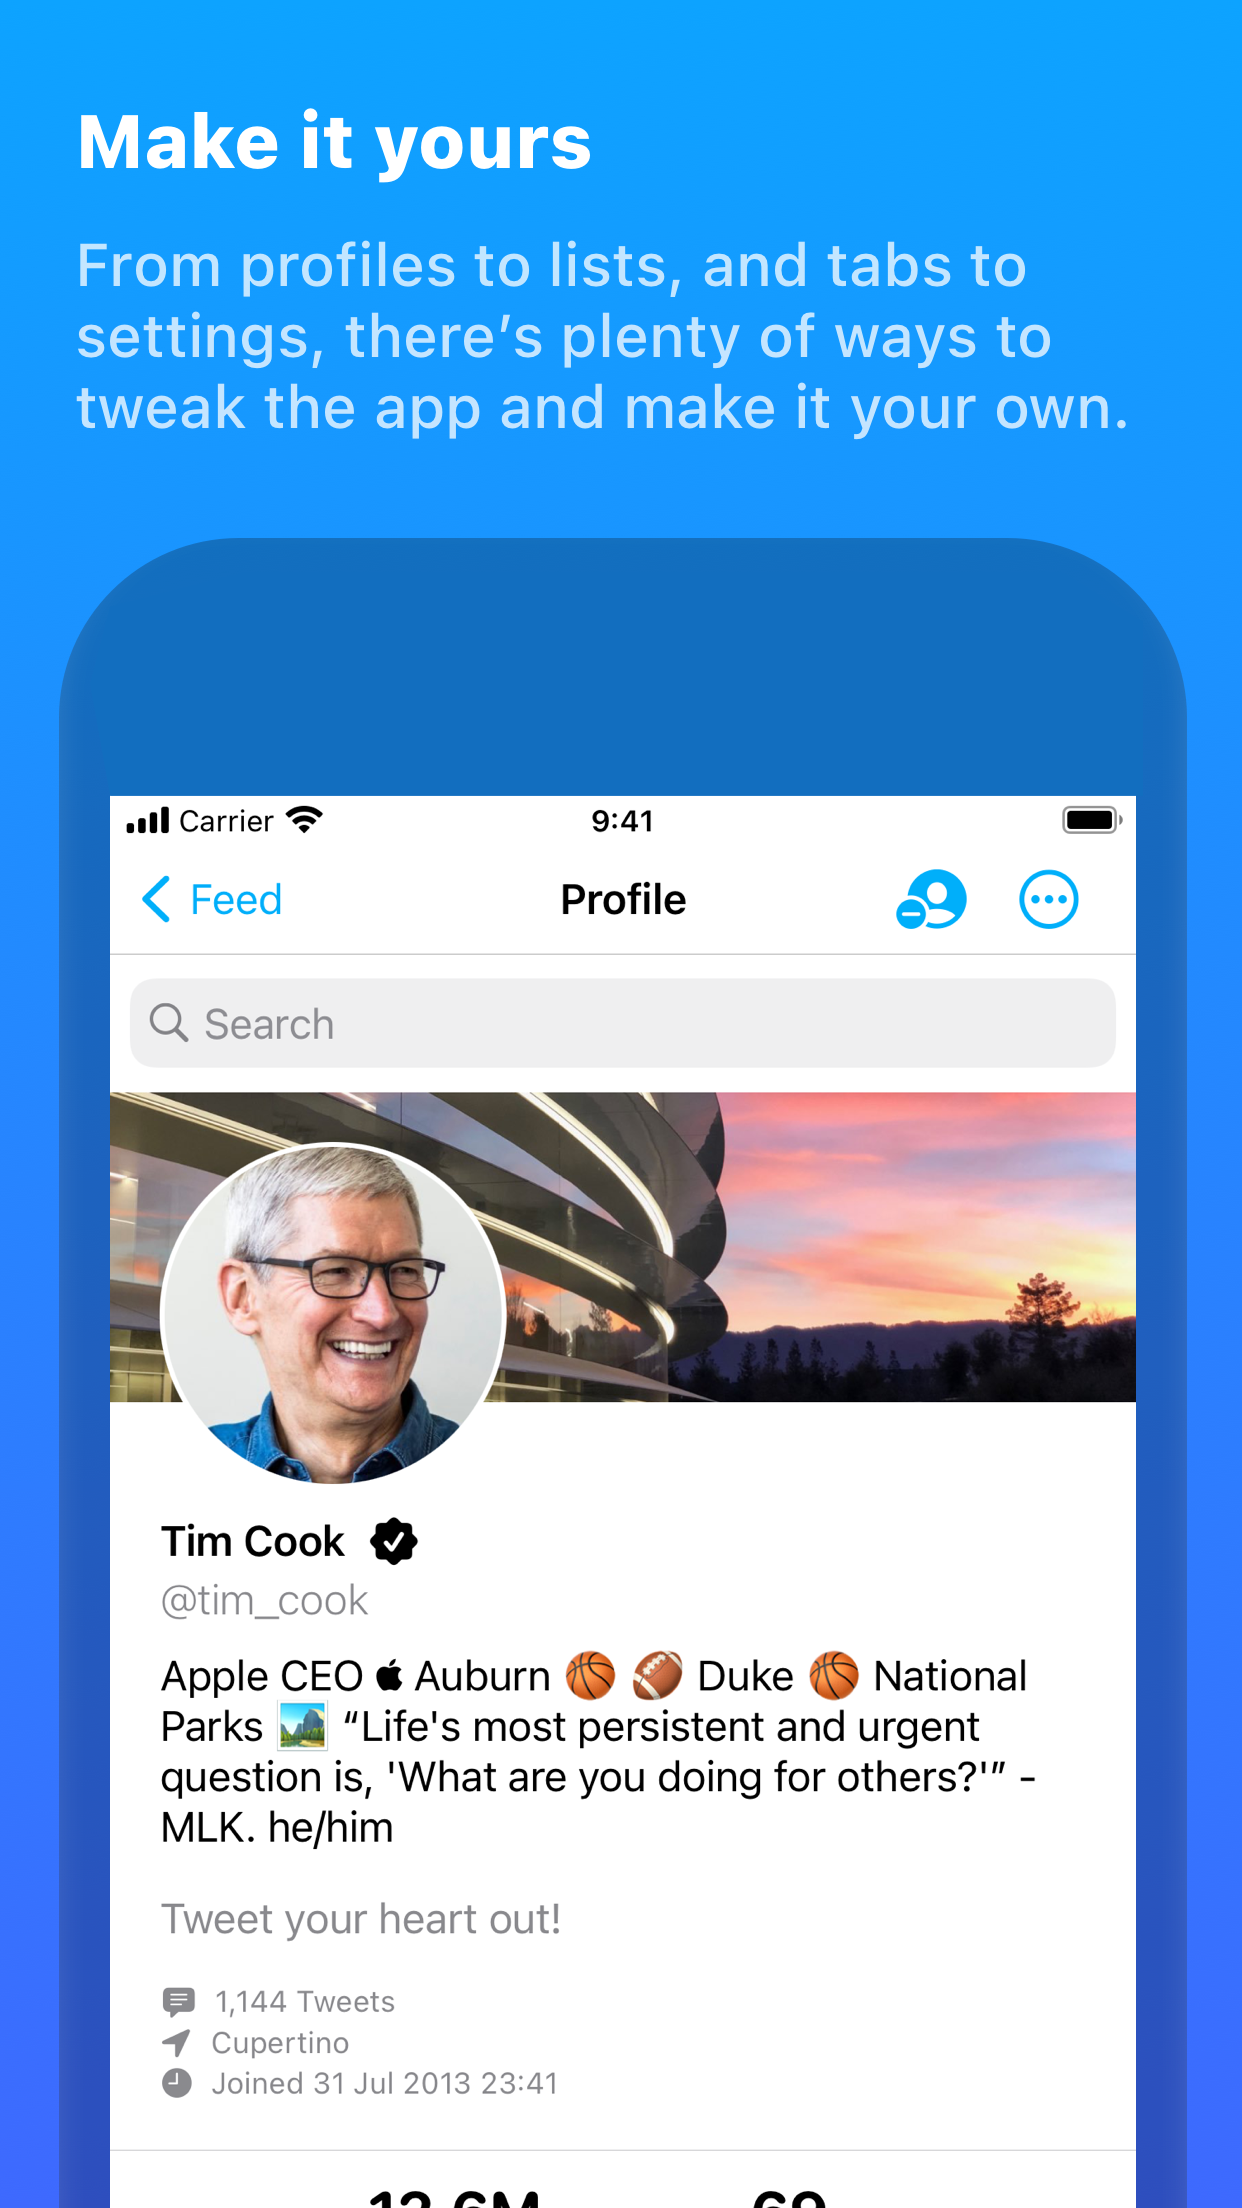 Make it yours
From profiles to lists, and tabs to
settings, there’s plenty of ways to
tweak the app and make it your own.
Carrier 9:41
Feed Profile
Search
Tim Cook
@tim_cook
Apple CEO  Auburn 🏀 🏈 Duke 🏀 National
Parks 🏞️ “Life's most persistent and urgent
question is, 'What are you doing for others?'” -
MLK. he/him
Tweet your heart out!
1,144 Tweets
Cupertino
Joined 31 Jul 2013 23:41